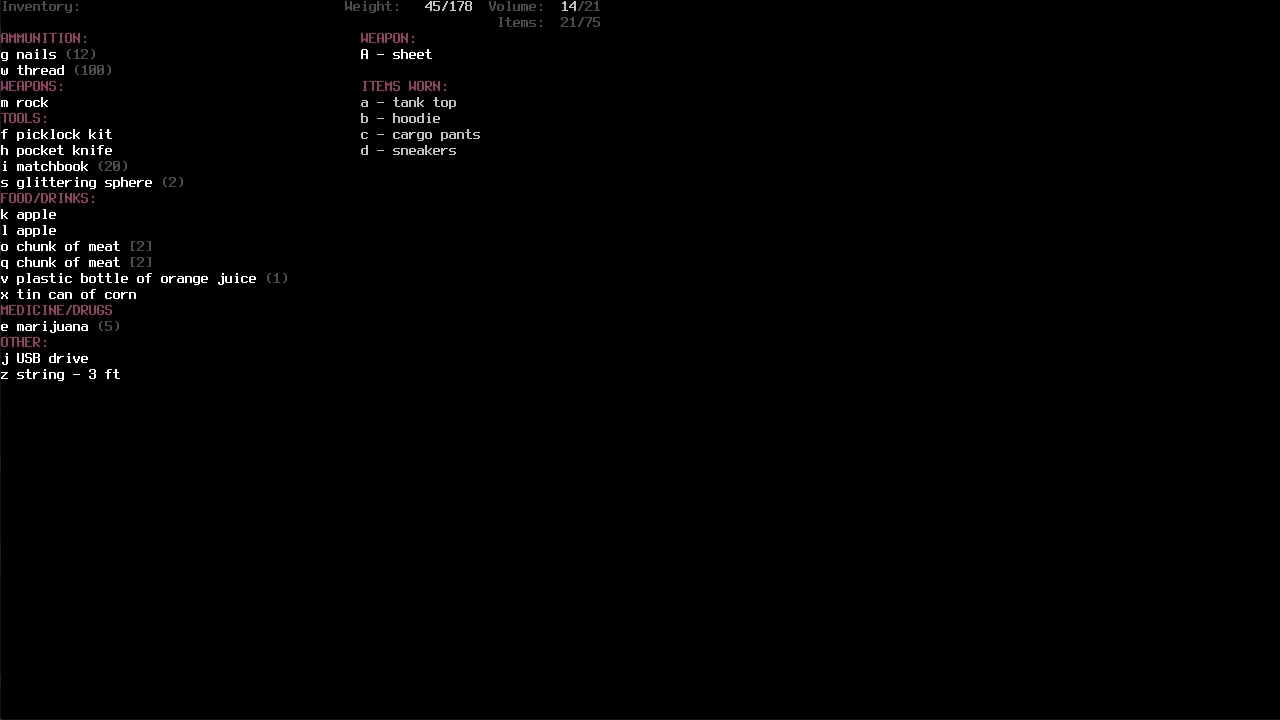 Inventory: Weight: 45/178 Volume: 14/21
Items: 21/75
AMMUNITION: WEAPON:
g nails (12) A - sheet
w thread (100)
WEAPONS: ITEMS WORN:
m rock a - tank top
TOOLS: b - hoodie
f picklock kit c - cargo pants
h pocket knife d - sneakers
i matchbook (20)
s glittering sphere (2)
FOOD/DRINKS:
k apple
l apple
o chunk of meat [2]
q chunk of meat [2]
v plastic bottle of orange juice (1)
x tin can of corn
MEDICINE/DRUGS
e marijuana (5)
OTHER:
j USB drive
z string - 3 ft